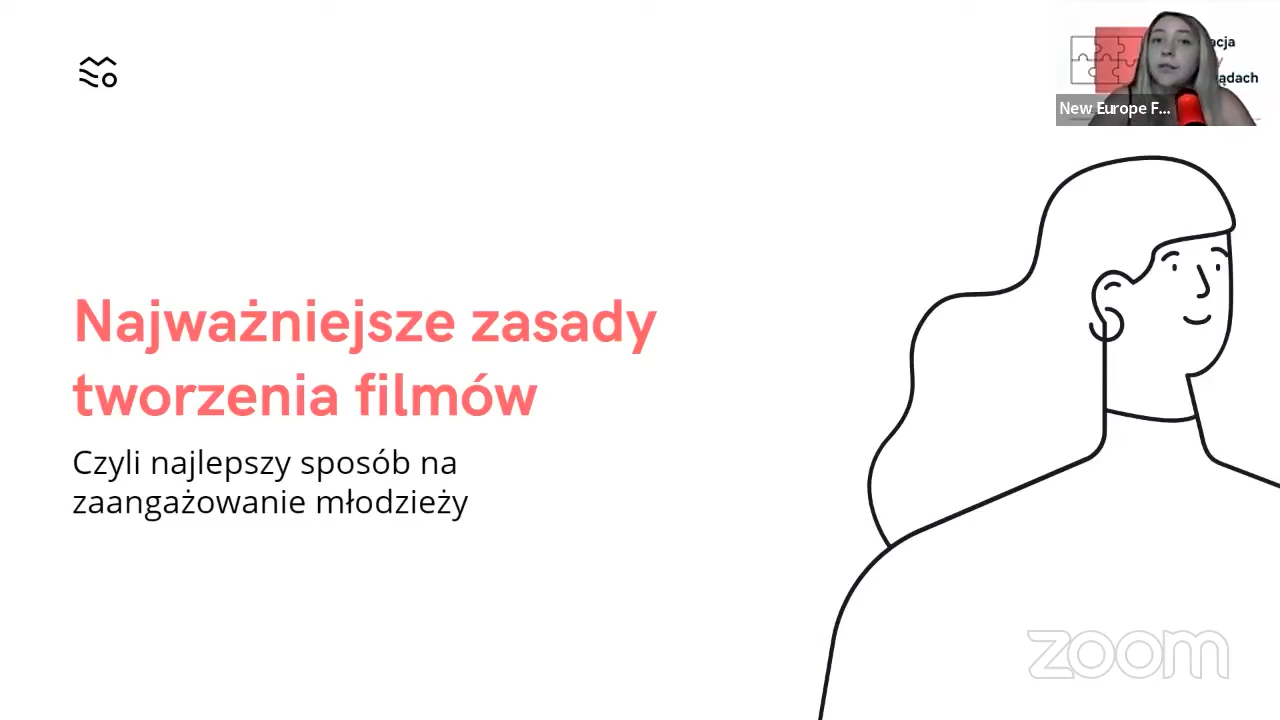 Najważniejsze zasady
tworzenia filmów
Czyli najlepszy sposób na
zaangażowanie młodzieży
New Europe F...
zoom